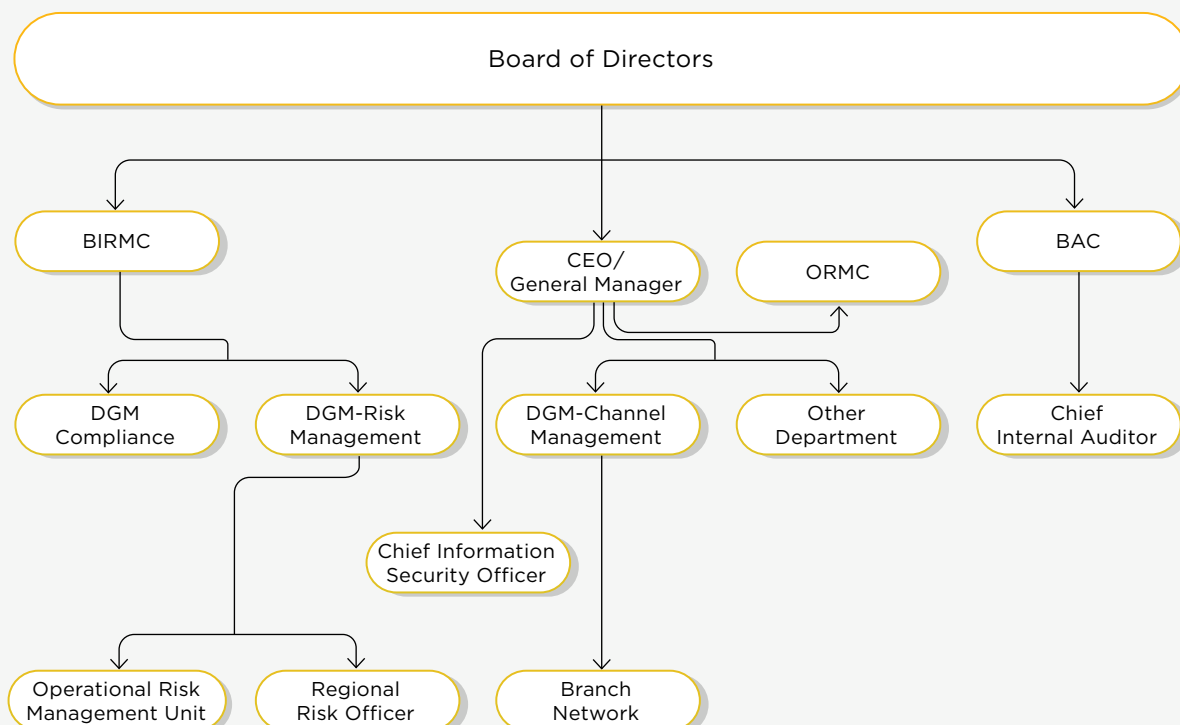 Board of Directors
BIRMC
CEO/
General Manager
ORMC
BAC
DGM
Compliance
DGM-Risk
Management
DGM-Channel
Management
Other
Department
Chief
Internal Auditor
Chief Information
Security Officer
Operational Risk
Management Unit
Regional
Risk Officer
Branch
Network